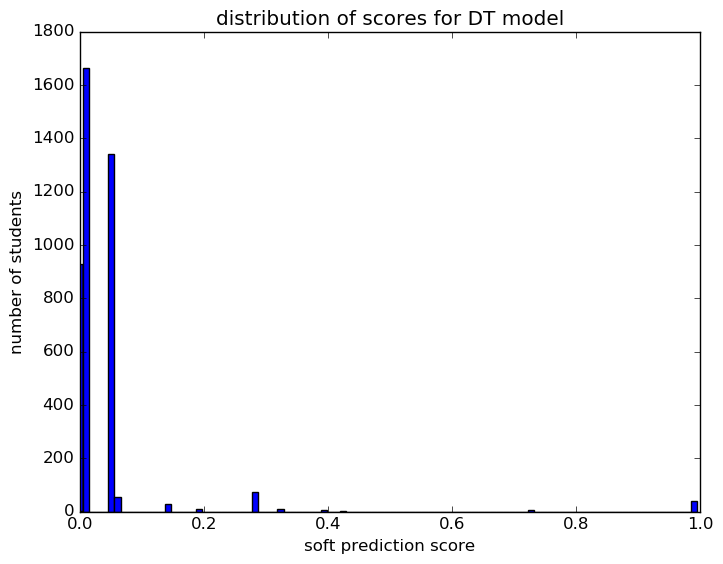 distribution of scores for DT model
1800
1600
1400
1200
1000
800
600
400
200
0
number of students
0.0 0.2 0.4 0.6 0.8 1.0
soft prediction score